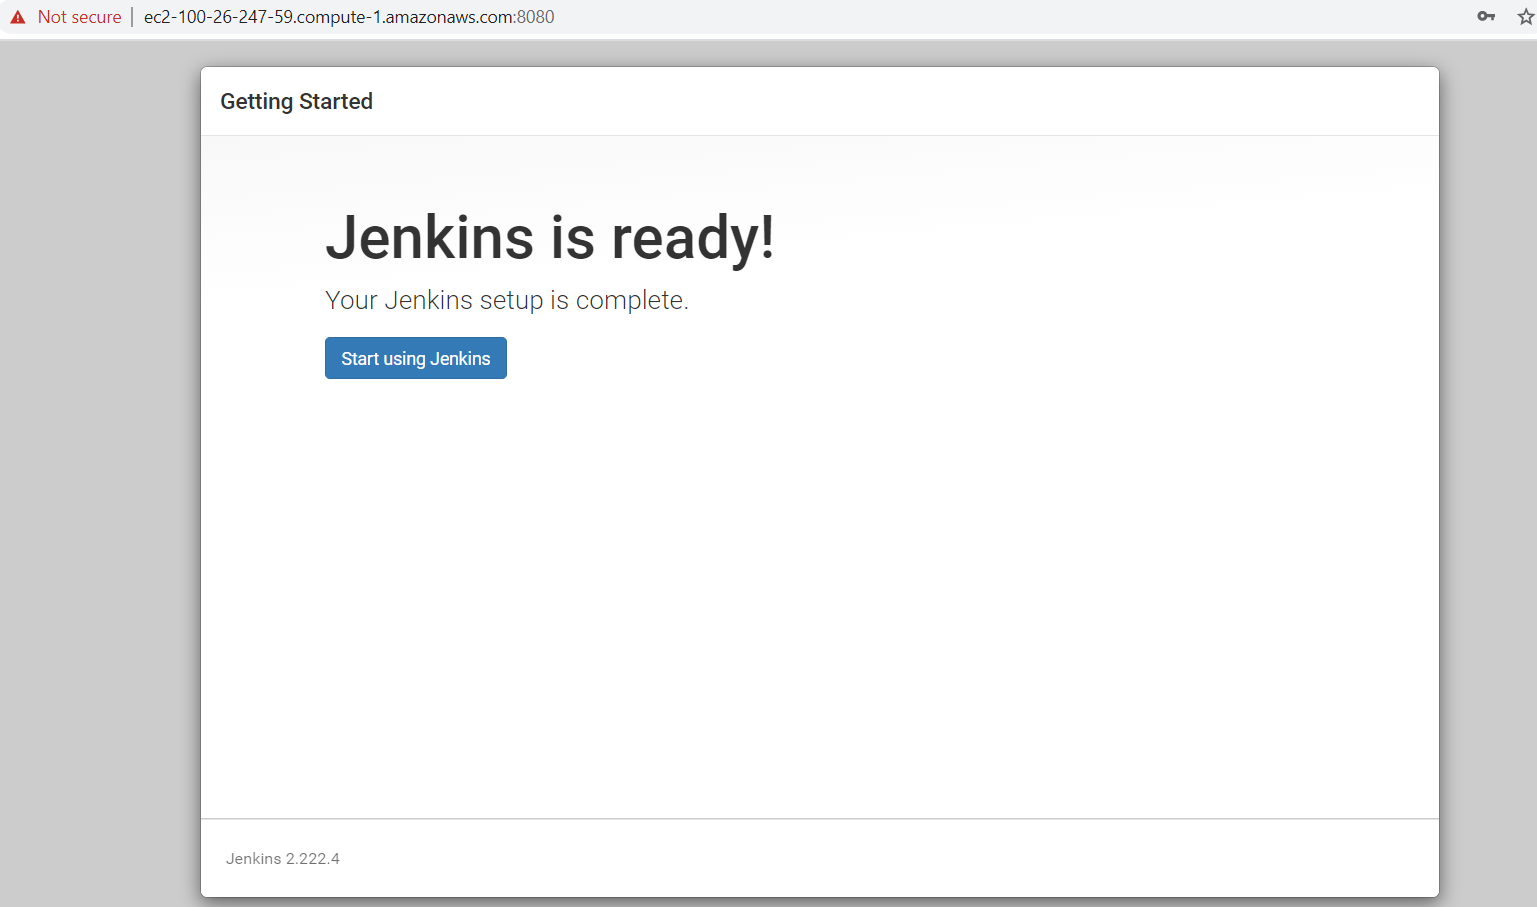 Not secure | ec2-100-26-247-59.compute-1.amazonaws.com:8080
Getting Started
Jenkins is ready!
Your Jenkins setup is complete.
Start using Jenkins
Jenkins 2.222.4